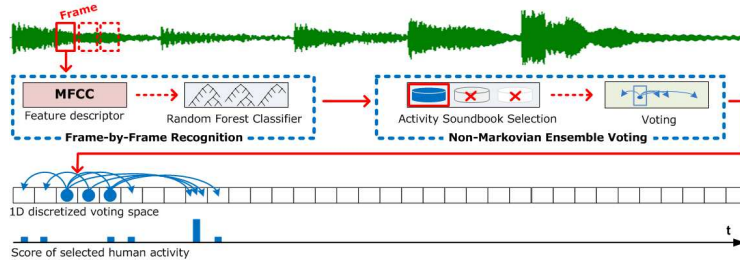 Frame
MFCC
Feature descriptor
Random Forest Classifier
Frame-by-Frame Recognition
Activity Soundbook Selection
Voting
Non-Markovian Ensemble Voting
1D discretized voting space
t
Score of selected human activity